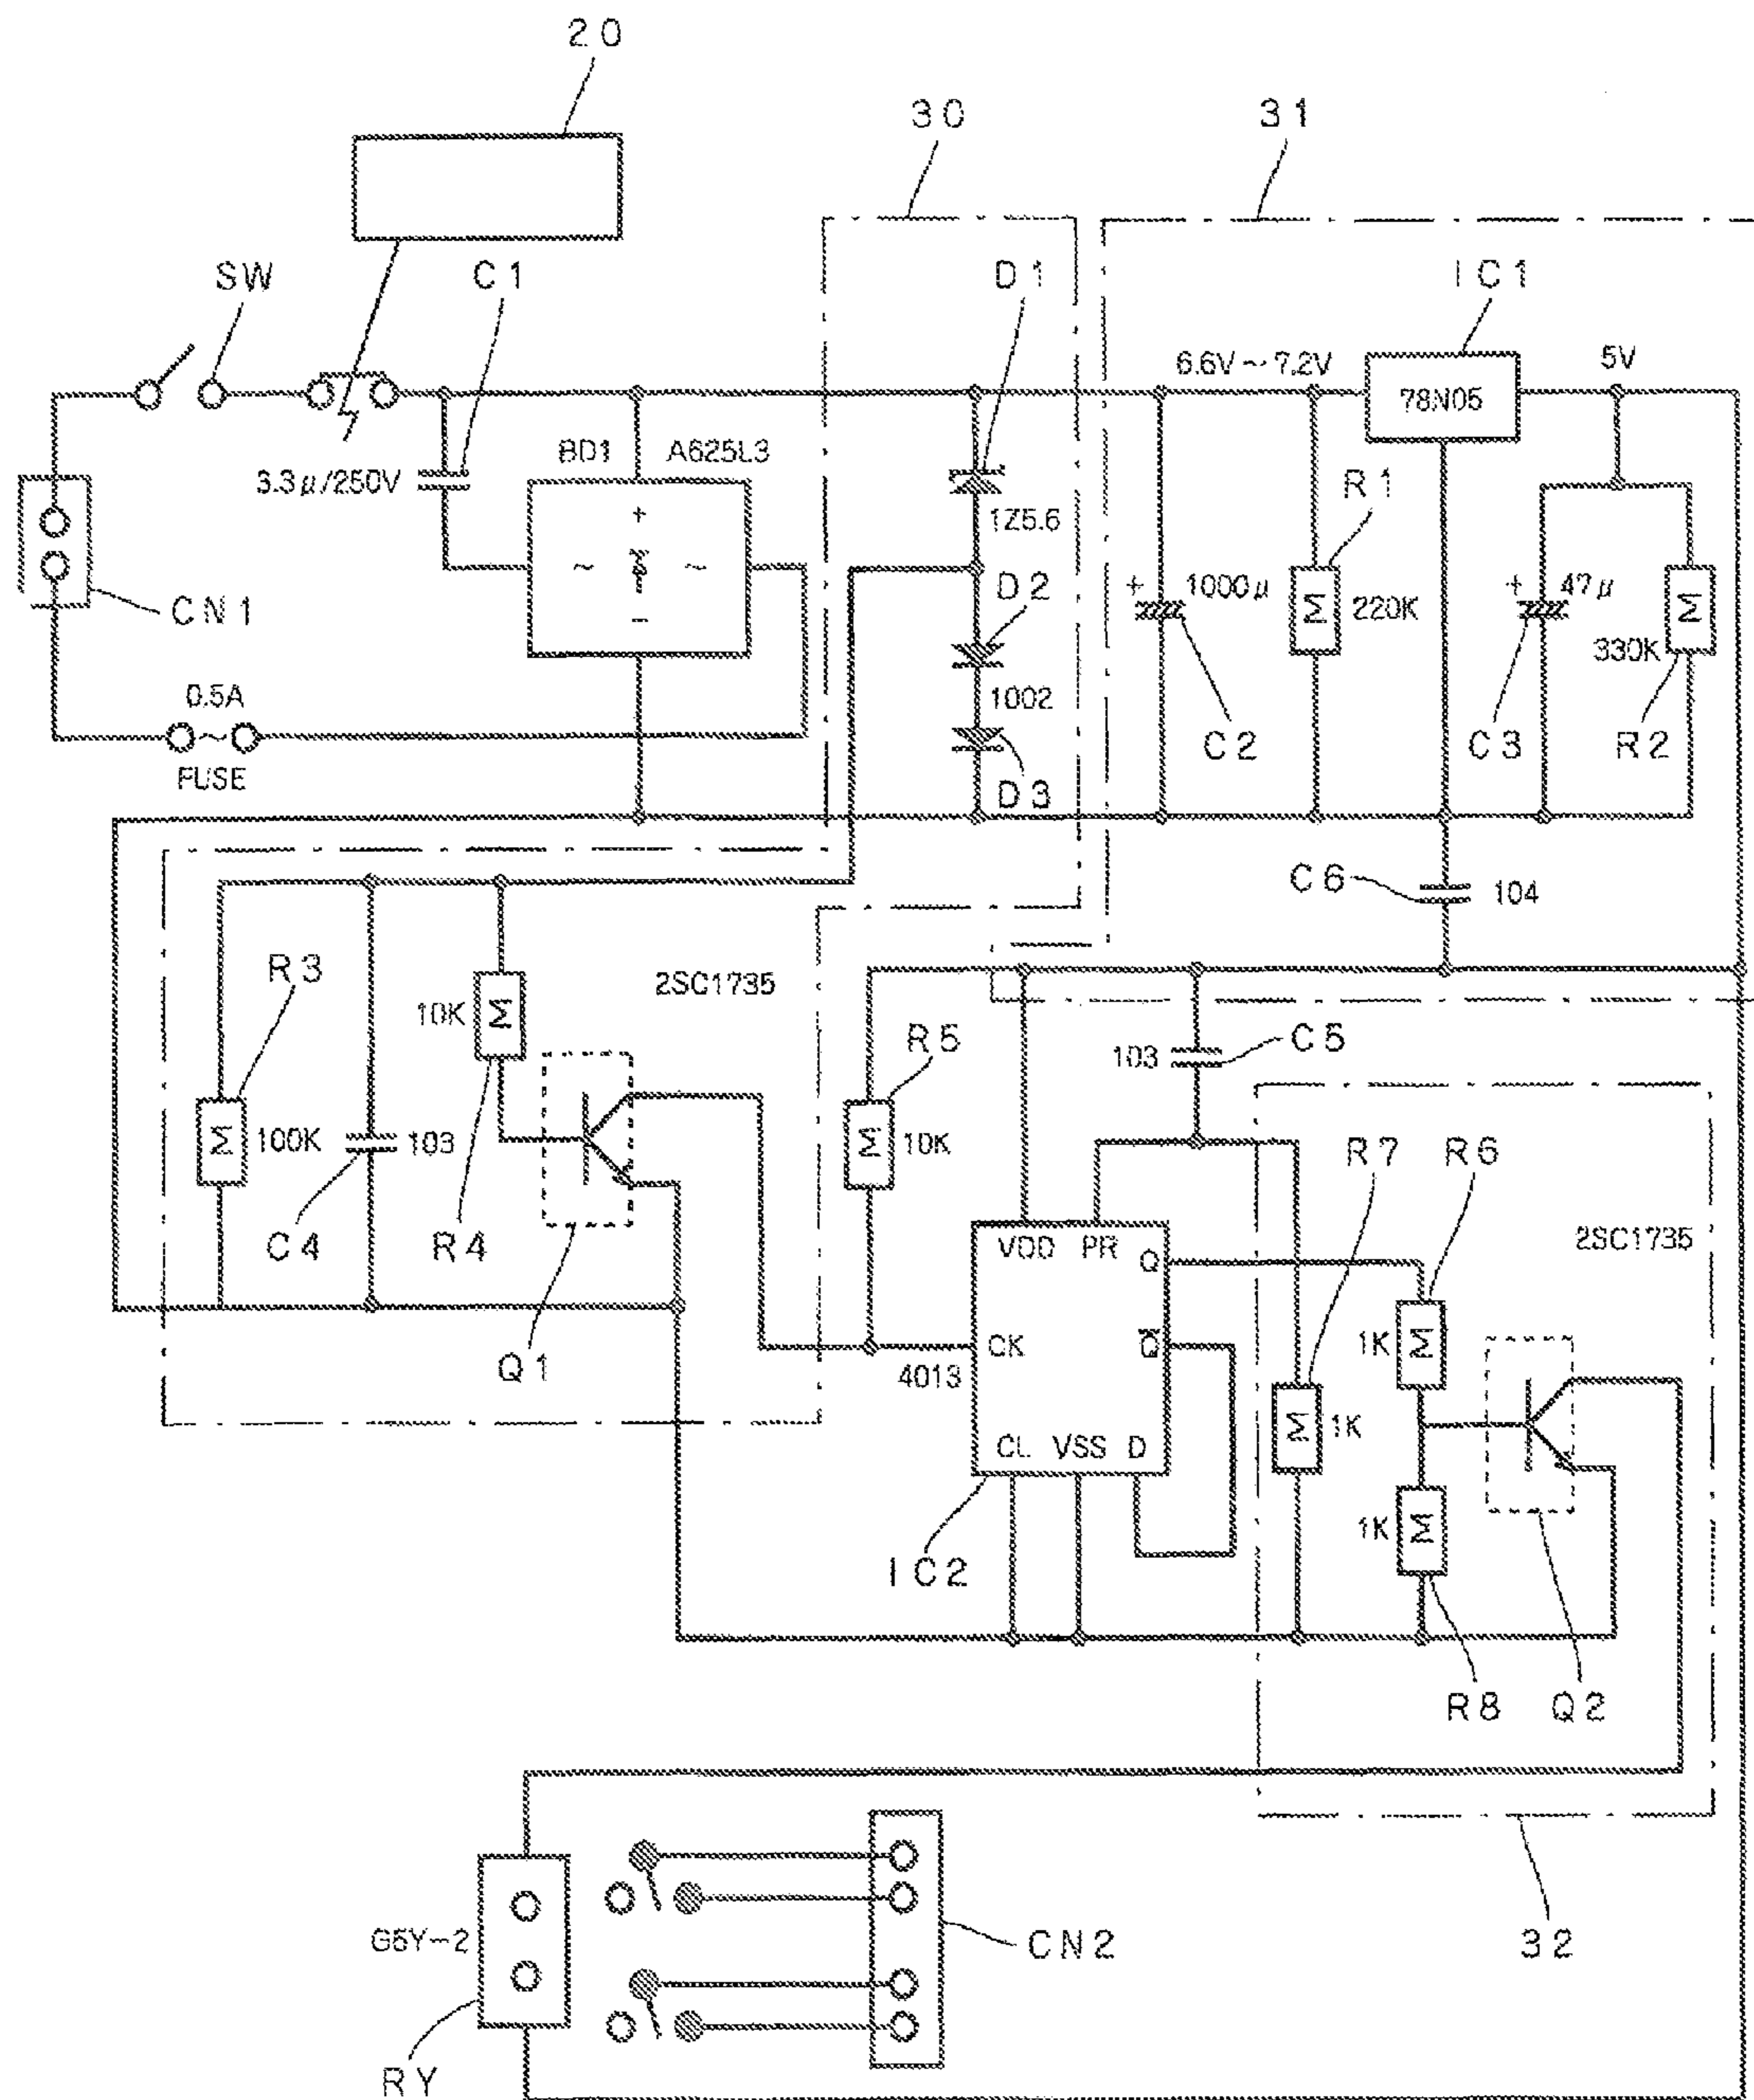 20
30
31
SW
C1
D1
IC1
6.6V～7.2V
5V
78N05
BD1
A625L3
3.3μ/250V
+
~
~
−
1Z5.6
R1
CN1
D2
+
1000μ
220K
+
47μ
330K
1002
0.5A
~
FUSE
D3
C2
C3
R2
C6
104
R3
2SC1735
10K
R5
103
C5
100K
103
10K
R7
R6
C4
R4
VDD
PR
Q
2SC1735
Q1
CK
Q̅
4013
1K
1K
CL
VSS
D
1K
IC2
R8
Q2
G5Y-2
CN2
32
RY